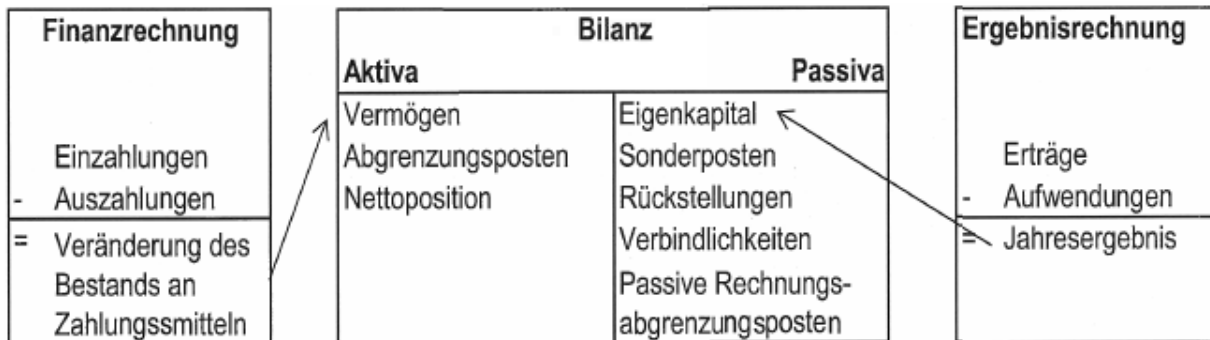 Finanzrechnung
Einzahlungen
- Auszahlungen
= Veränderung des
Bestands an
Zahlungssmitteln
Bilanz
Aktiva Passiva
Vermögen
Abgrenzungsposten
Nettoposition
Eigenkapital
Sonderposten
Rückstellungen
Verbindlichkeiten
Passive Rechnungs-
abgrenzungsposten
Ergebnisrechnung
Erträge
- Aufwendungen
= Jahresergebnis